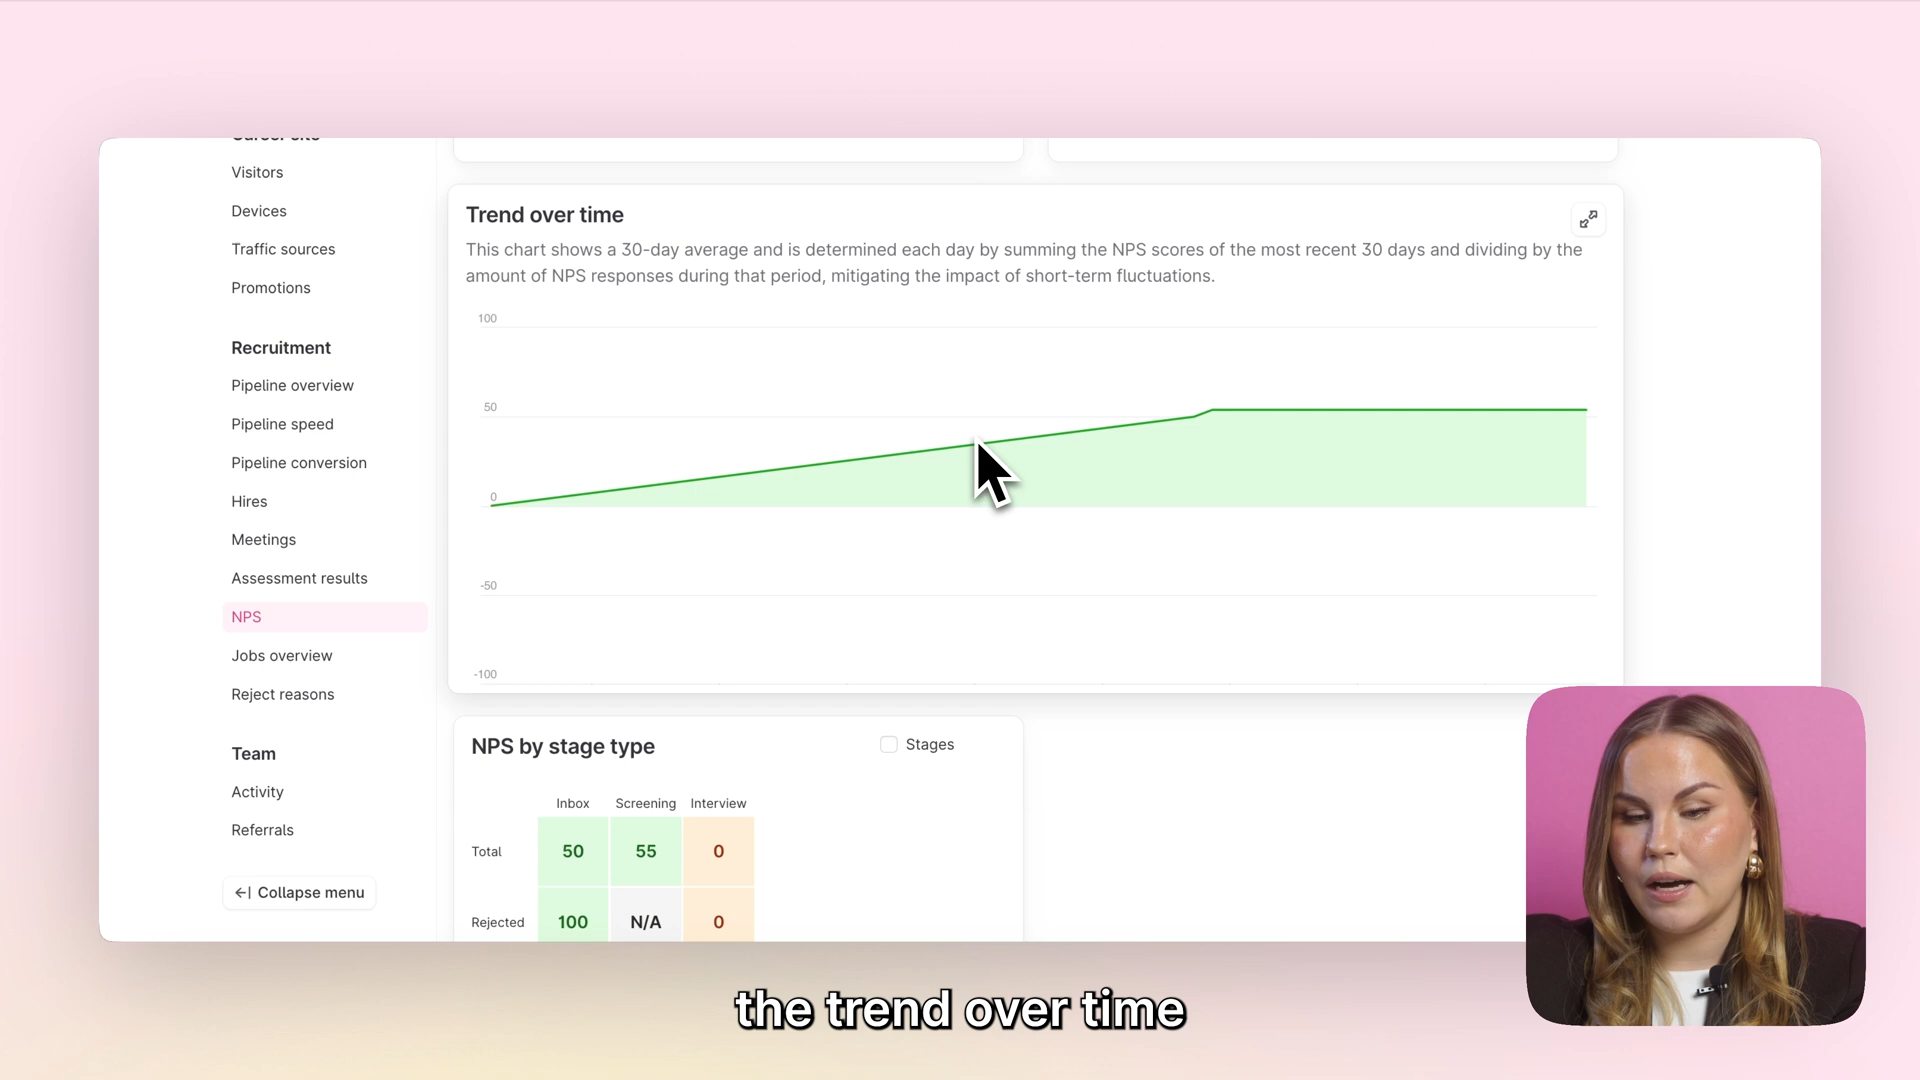 Career site
Visitors
Devices
Traffic sources
Promotions
Recruitment
Pipeline overview
Pipeline speed
Pipeline conversion
Hires
Meetings
Assessment results
NPS
Jobs overview
Reject reasons
Team
Activity
Referrals
Collapse menu
Trend over time
This chart shows a 30-day average and is determined each day by summing the NPS scores of the most recent 30 days and dividing by the
amount of NPS responses during that period, mitigating the impact of short-term fluctuations.
100
50
0
-50
-100
NPS by stage type
Stages
Inbox Screening Interview
Total 50 55 0
Rejected 100 N/A 0
the trend over time